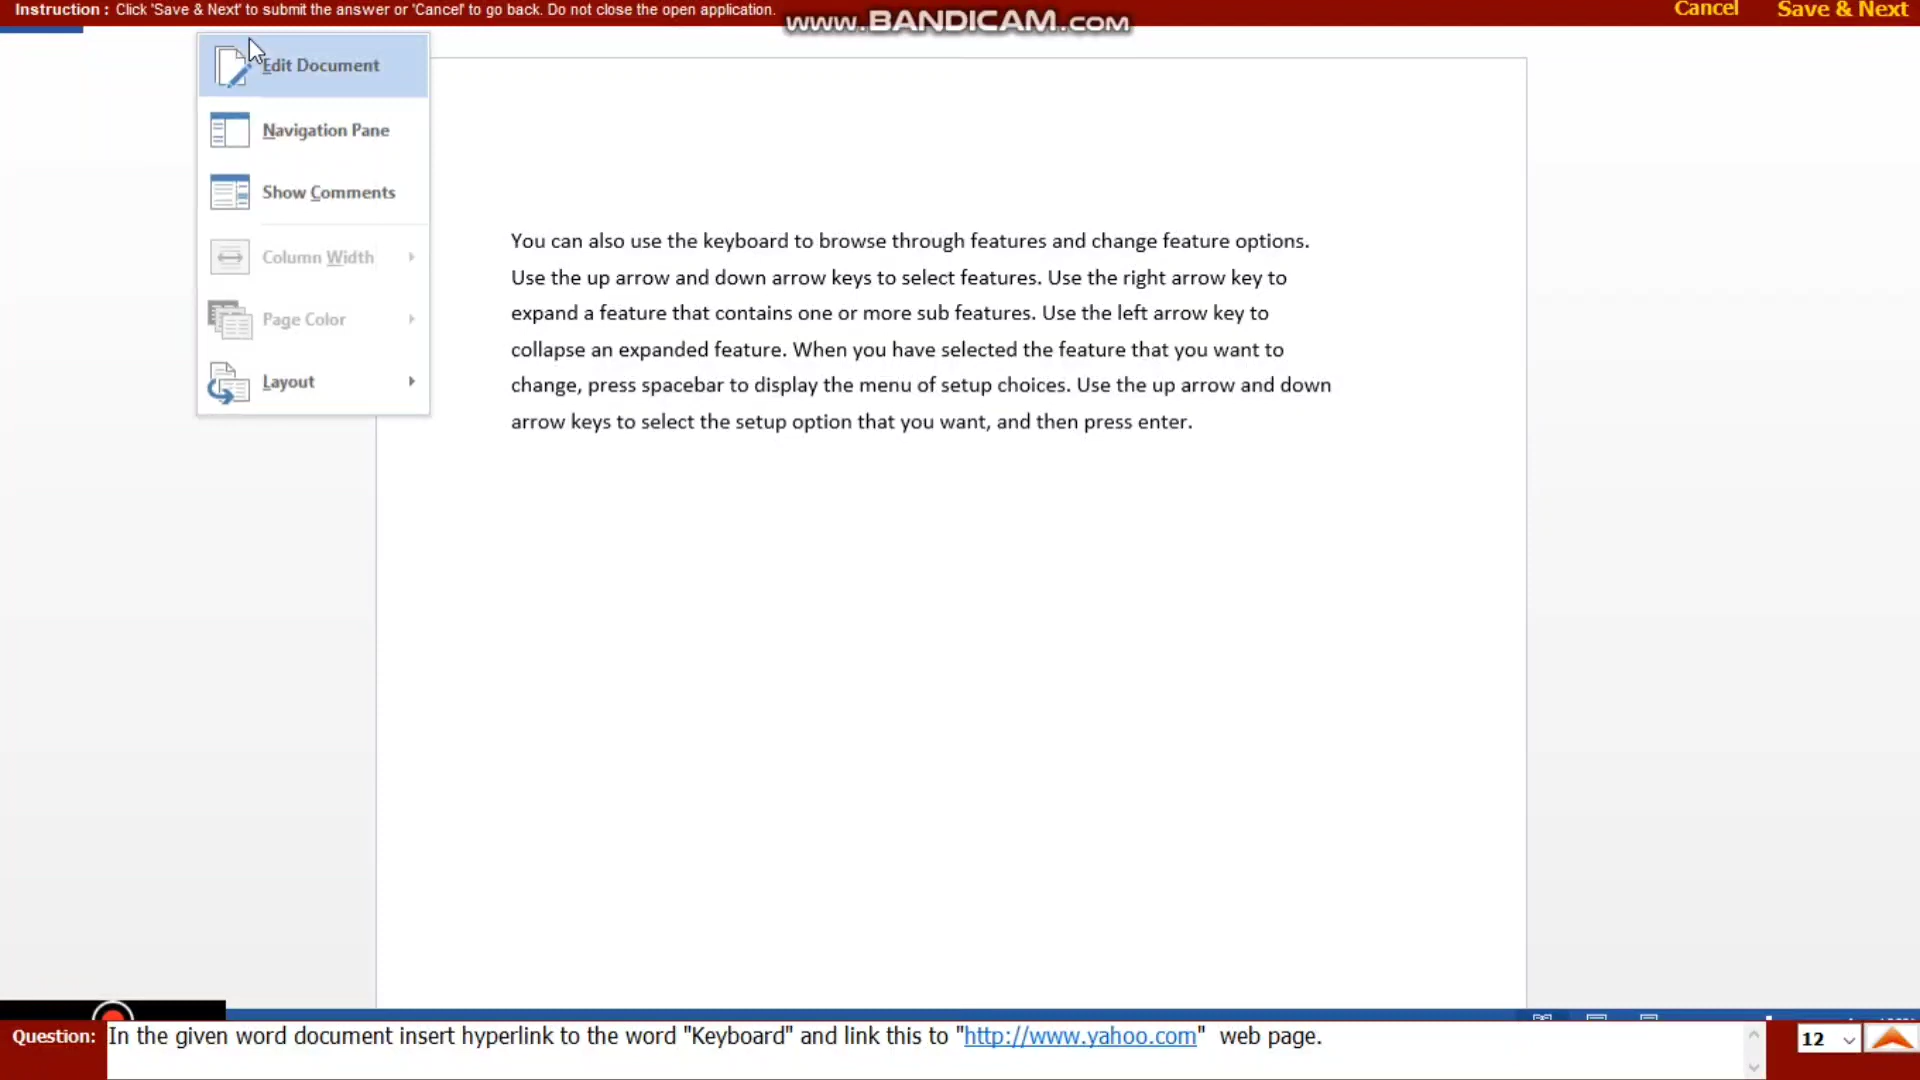 Instruction : Click 'Save & Next' to submit the answer or 'Cancel' to go back. Do not close the open application.
www.BANDICAM.com
Cancel
Save & Next
Edit Document
Navigation Pane
Show Comments
Column Width
Page Color
Layout
You can also use the keyboard to browse through features and change feature options.
Use the up arrow and down arrow keys to select features. Use the right arrow key to
expand a feature that contains one or more sub features. Use the left arrow key to
collapse an expanded feature. When you have selected the feature that you want to
change, press spacebar to display the menu of setup choices. Use the up arrow and down
arrow keys to select the setup option that you want, and then press enter.
Question: In the given word document insert hyperlink to the word "Keyboard" and link this to "http://www.yahoo.com" web page.
12